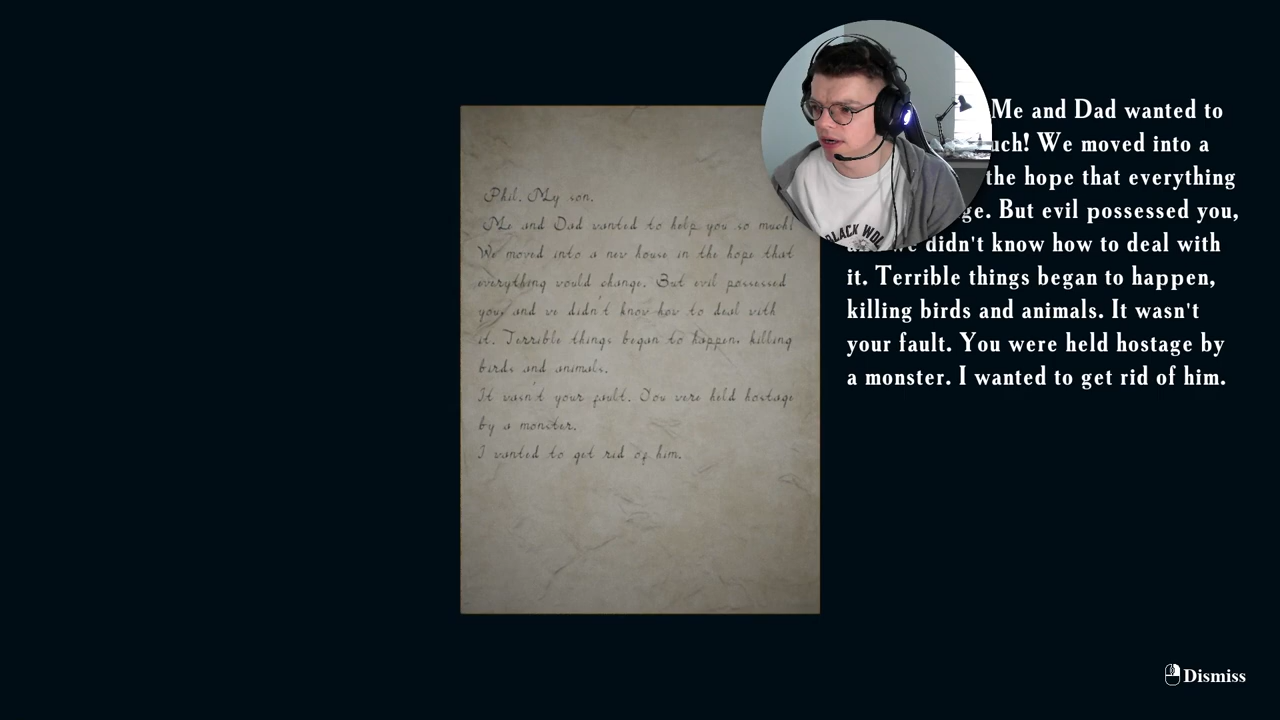 Phil. My son.
Me and Dad wanted to help you so much!
We moved into a new house in the hope that
everything would change. But evil possessed
you, and we didn't know how to deal with
it. Terrible things began to happen, killing
birds and animals.
It wasn't your fault. You were held hostage
by a monster.
I wanted to get rid of him.
BLACK WOL
Me and Dad wanted to
uch! We moved into a
the hope that everything
ge. But evil possessed you,
and we didn't know how to deal with
it. Terrible things began to happen,
killing birds and animals. It wasn't
your fault. You were held hostage by
a monster. I wanted to get rid of him.
Dismiss